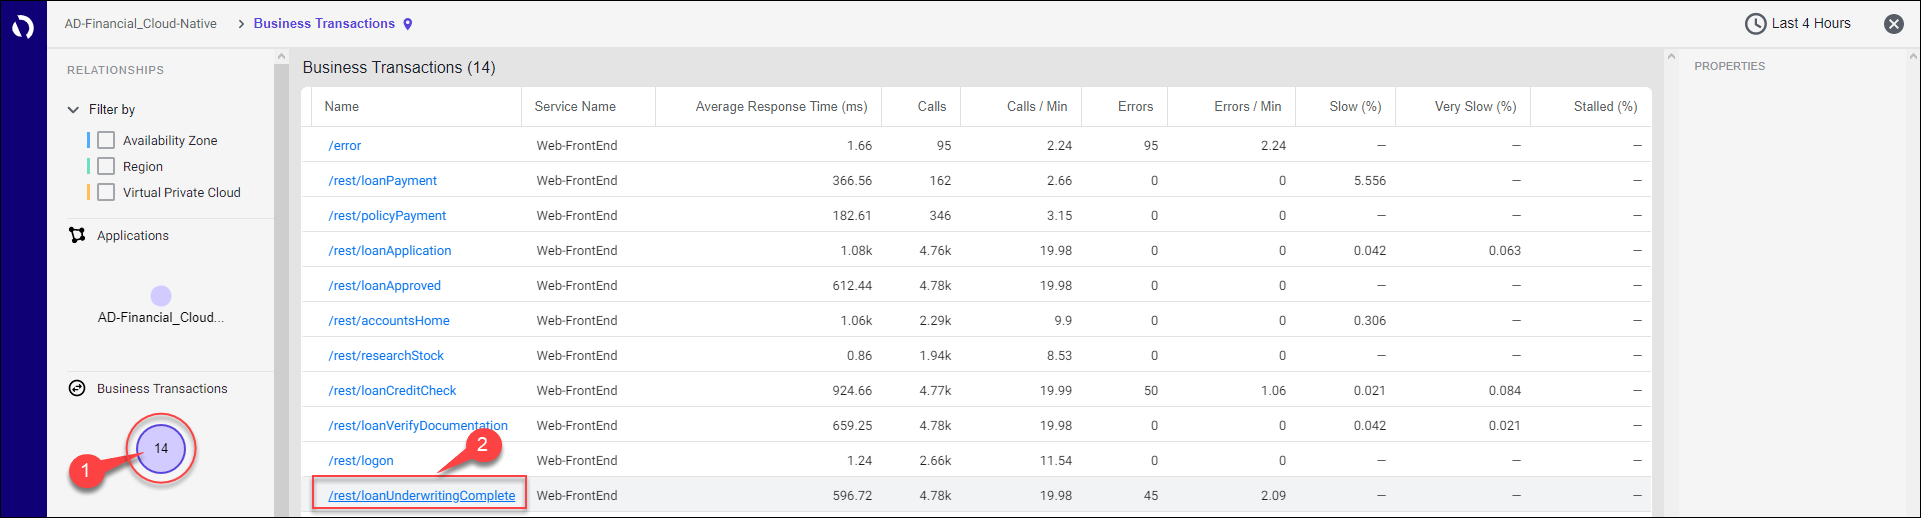 AD-Financial_Cloud-Native > Business Transactions Last 4 Hours
RELATIONSHIPS
Filter by
Availability Zone
Region
Virtual Private Cloud
Applications
AD-Financial_Cloud...
Business Transactions
14
1
Business Transactions (14)
Name Service Name Average Response Time (ms) Calls Calls / Min Errors Errors / Min Slow (%) Very Slow (%) Stalled (%)
/error Web-FrontEnd 1.66 95 2.24 95 2.24 – – –
/rest/loanPayment Web-FrontEnd 366.56 162 2.66 0 0 5.556 – –
/rest/policyPayment Web-FrontEnd 182.61 346 3.15 0 0 – – –
/rest/loanApplication Web-FrontEnd 1.08k 4.76k 19.98 0 0 0.042 0.063 –
/rest/loanApproved Web-FrontEnd 612.44 4.78k 19.98 0 0 – – –
/rest/accountsHome Web-FrontEnd 1.06k 2.29k 9.9 0 0 0.306 – –
/rest/researchStock Web-FrontEnd 0.86 1.94k 8.53 0 0 – – –
/rest/loanCreditCheck Web-FrontEnd 924.66 4.77k 19.99 50 1.06 0.021 0.084 –
/rest/loanVerifyDocumentation Web-FrontEnd 659.25 4.78k 19.98 0 0 0.042 0.021 –
2
/rest/logon Web-FrontEnd 1.24 2.66k 11.54 0 0 – – –
/rest/loanUnderwritingComplete Web-FrontEnd 596.72 4.78k 19.98 45 2.09 – – –
PROPERTIES